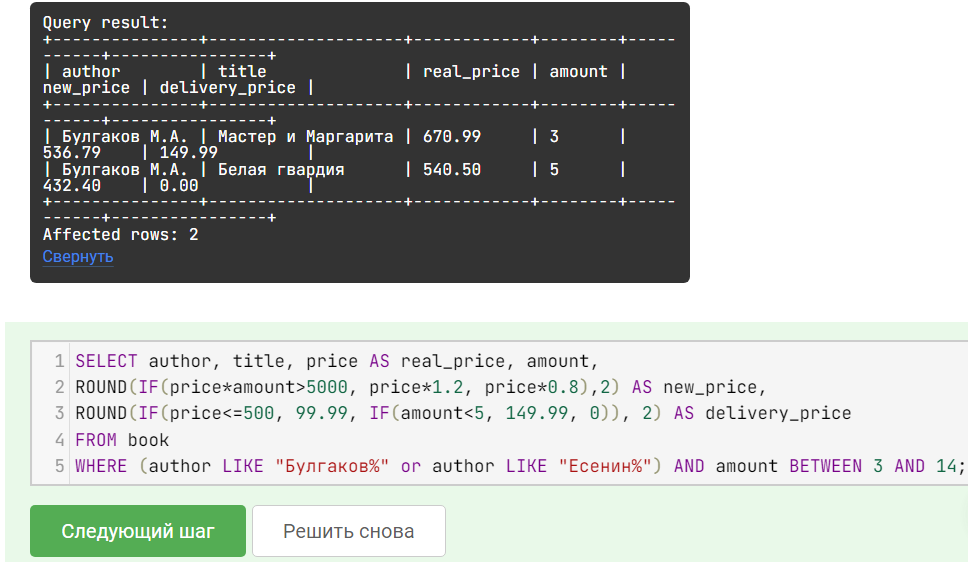 Query result:
+---------------+--------------------+------------+--------+-----
------+----------------+
| author        | title              | real_price | amount |
new_price | delivery_price |
+---------------+--------------------+------------+--------+-----
------+----------------+
| Булгаков М.А. | Мастер и Маргарита | 670.99     | 3      |
536.79    | 149.99         |
| Булгаков М.А. | Белая гвардия      | 540.50     | 5      |
432.40    | 0.00           |
+---------------+--------------------+------------+--------+-----
------+----------------+
Affected rows: 2
Свернуть
1 SELECT author, title, price AS real_price, amount,
2 ROUND(IF(price*amount>5000, price*1.2, price*0.8),2) AS new_price,
3 ROUND(IF(price<=500, 99.99, IF(amount<5, 149.99, 0)), 2) AS delivery_price
4 FROM book
5 WHERE (author LIKE "Булгаков%" or author LIKE "Есенин%") AND amount BETWEEN 3 AND 14;
Следующий шаг Решить снова